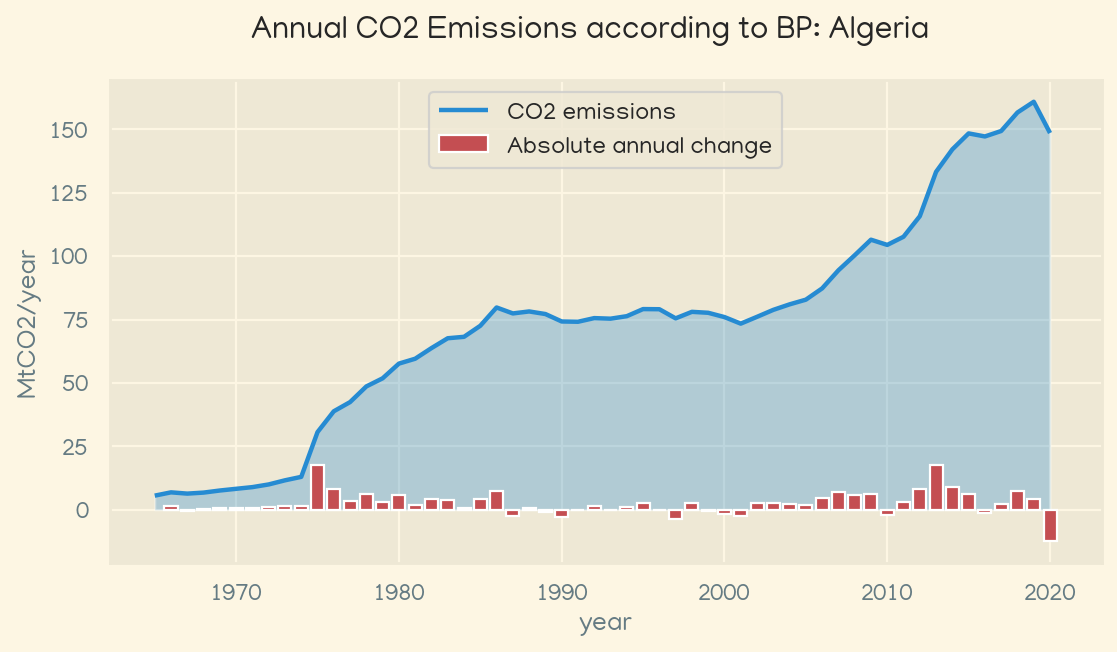 Annual CO2 Emissions according to BP: Algeria
CO2 emissions
Absolute annual change
MtCO2/year
150
125
100
75
50
25
0
1970 1980 1990 2000 2010 2020
year